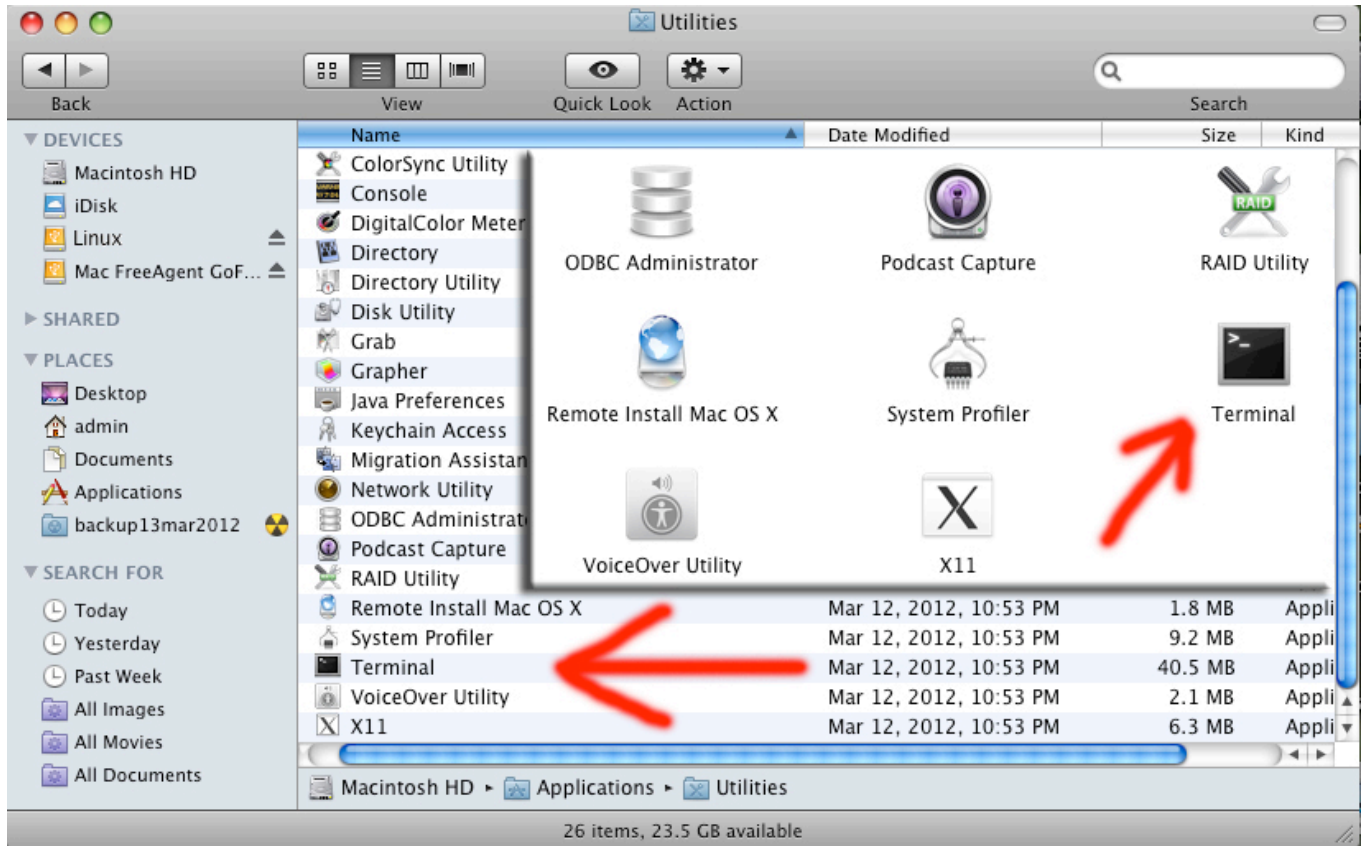 Utilities
Back
View
Quick Look
Action
Search
DEVICES
Macintosh HD
iDisk
Linux
Mac FreeAgent GoF...
SHARED
PLACES
Desktop
admin
Documents
Applications
backup13mar2012
SEARCH FOR
Today
Yesterday
Past Week
All Images
All Movies
All Documents
Name Date Modified Size Kind
ColorSync Utility
Console
DigitalColor Meter
Directory
Directory Utility
Disk Utility
Grab
Grapher
Java Preferences
Keychain Access
Migration Assistan
Network Utility
ODBC Administrat
Podcast Capture
RAID Utility
Remote Install Mac OS X Mar 12, 2012, 10:53 PM 1.8 MB Appli
System Profiler Mar 12, 2012, 10:53 PM 9.2 MB Appli
Terminal Mar 12, 2012, 10:53 PM 40.5 MB Appli
VoiceOver Utility Mar 12, 2012, 10:53 PM 2.1 MB Appli
X11 Mar 12, 2012, 10:53 PM 6.3 MB Appli
ODBC Administrator
Podcast Capture
RAID
RAID Utility
Remote Install Mac OS X
System Profiler
>_
Terminal
VoiceOver Utility
X
X11
Macintosh HD ▸ Applications ▸ Utilities
26 items, 23.5 GB available